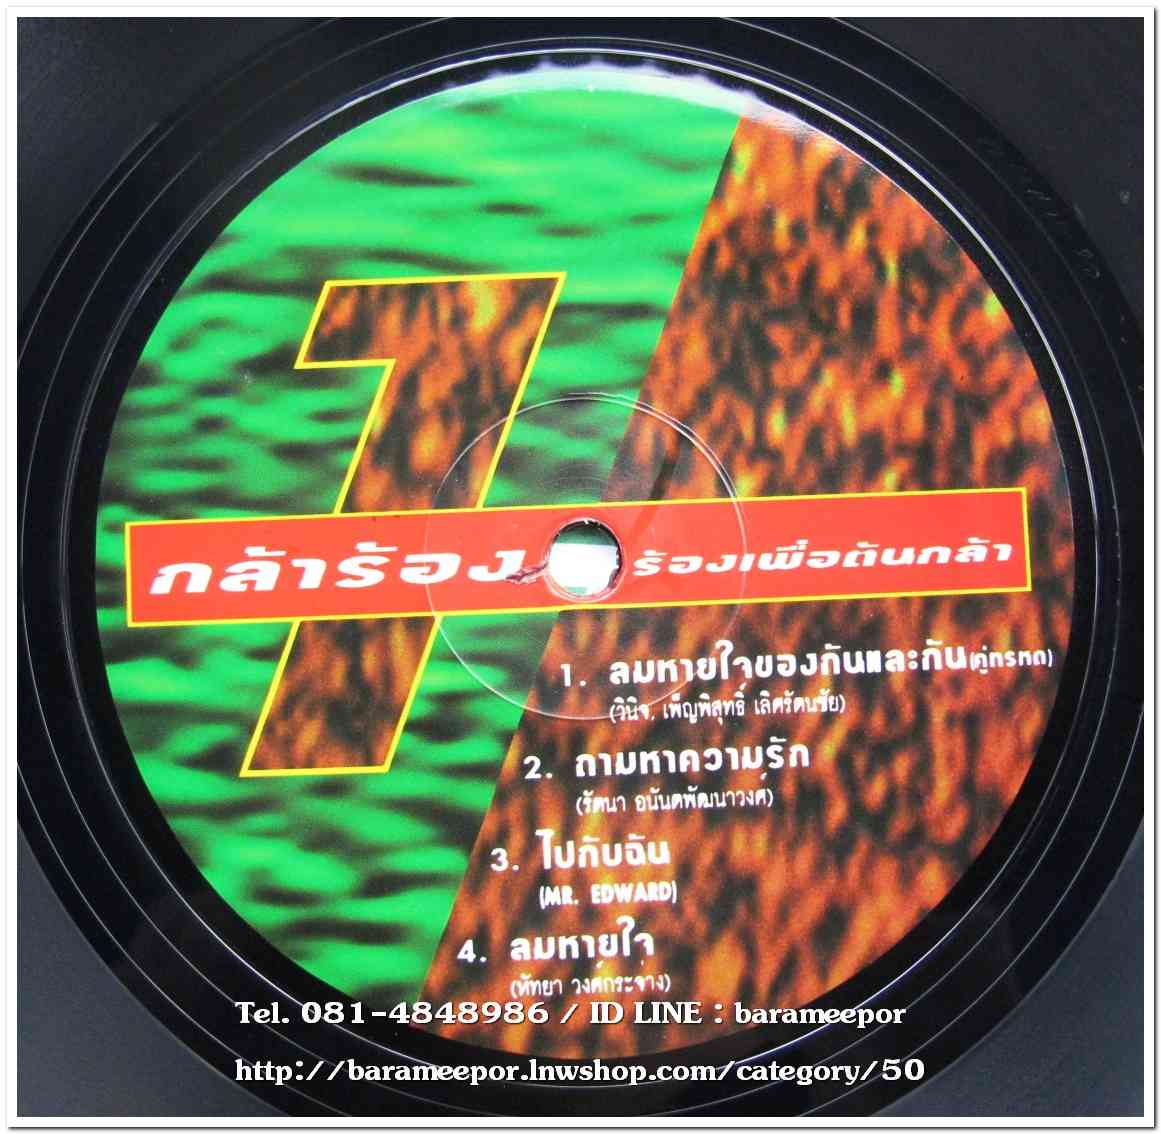 1
กล้าร้อง ร้องเพื่อต้นกล้า
1. ลมหายใจของกันและกัน(คู่ทรหด)
(วินิจ, เพ็ญพิสุทธิ์ เลิศรัตนชัย)
2. ถามหาความรัก
(รัตนา อนันตพัฒนาวงศ์)
3. ไปกับฉัน
(MR. EDWARD)
4. ลมหายใจ
(หัทยา วงศ์กระจ่าง)
Tel. 081-4848986 / ID LINE : barameepor
http://barameepor.lnwshop.com/category/50